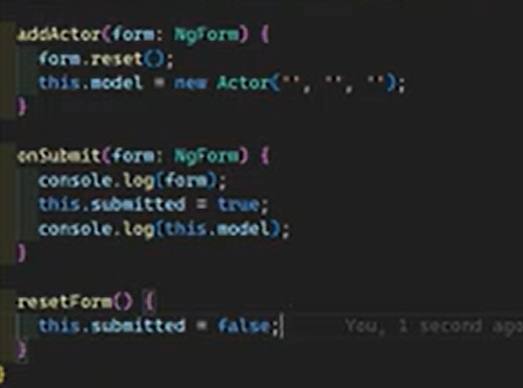 addActor(form: NgForm) {
form.reset();
this.model = new Actor('', '', '');
}
onSubmit(form: NgForm) {
console.log(form);
this.submitted = true;
console.log(this.model);
}
resetForm() {
this.submitted = false; You, 1 second ago
}
}